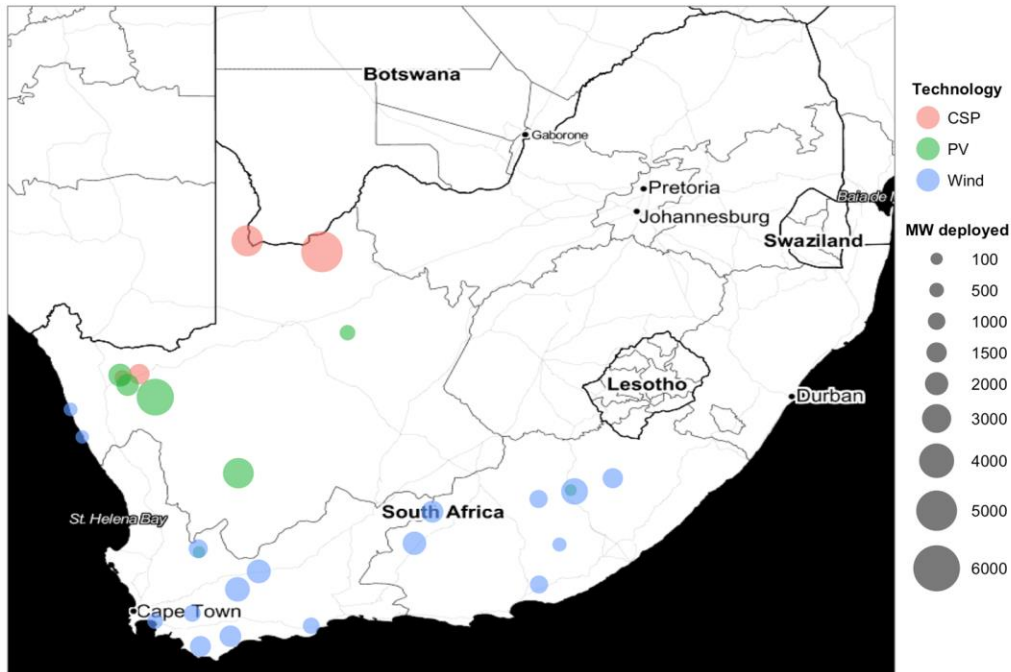 Botswana
Gaborone
Pretoria
Johannesburg
Baia de
Swaziland
Lesotho
Durban
South Africa
St. Helena Bay
Cape Town
Technology
CSP
PV
Wind
MW deployed
100
500
1000
1500
2000
3000
4000
5000
6000